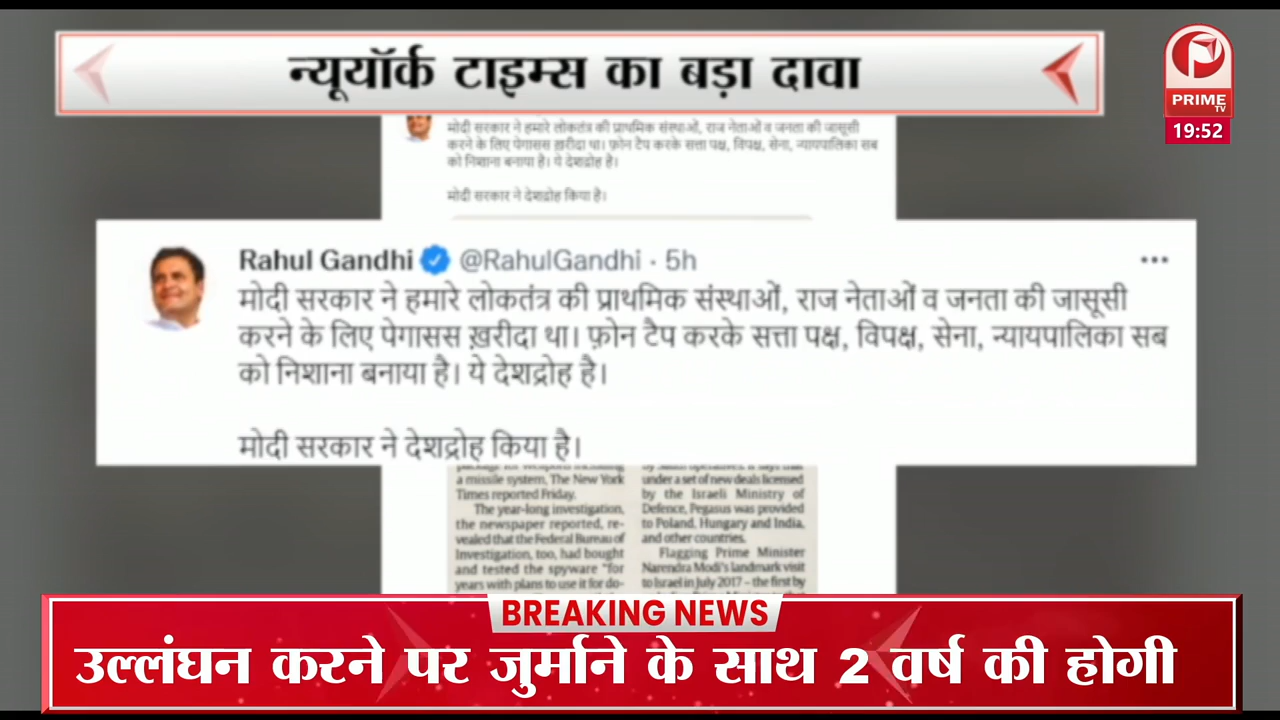 न्यूयॉर्क टाइम्स का बड़ा दावा
PRIME
TV
19:52
मोदी सरकार ने हमारे लोकतंत्र की प्राथमिक संस्थाओं, राज नेताओं व जनता की जासूसी
करने के लिए पेगासस ख़रीदा था। फ़ोन टैप करके सत्ता पक्ष, विपक्ष, सेना, न्यायपालिका सब
को निशाना बनाया है। ये देशद्रोह है।
मोदी सरकार ने देशद्रोह किया है।
Rahul Gandhi @RahulGandhi · 5h
मोदी सरकार ने हमारे लोकतंत्र की प्राथमिक संस्थाओं, राज नेताओं व जनता की जासूसी
करने के लिए पेगासस ख़रीदा था। फ़ोन टैप करके सत्ता पक्ष, विपक्ष, सेना, न्यायपालिका सब
को निशाना बनाया है। ये देशद्रोह है।
मोदी सरकार ने देशद्रोह किया है।
a missile system, The New York
Times reported Friday.
The year-long investigation,
the newspaper reported, re-
vealed that the Federal Bureau of
Investigation, too, had bought
and tested the spyware "for
years with plans to use it for do-
under a set of new deals licensed
by the Israeli Ministry of
Defence, Pegasus was provided
to Poland, Hungary and India,
and other countries.
Flagging Prime Minister
Narendra Modi's landmark visit
to Israel in July 2017 – the first by
BREAKING NEWS
उल्लंघन करने पर जुर्माने के साथ 2 वर्ष की होगी